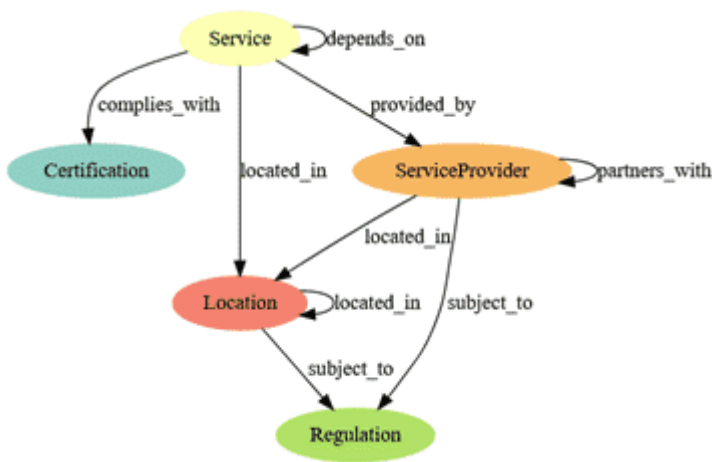 Service
depends_on
complies_with
provided_by
Certification
located_in
ServiceProvider
partners_with
located_in
Location
located_in
subject_to
subject_to
Regulation